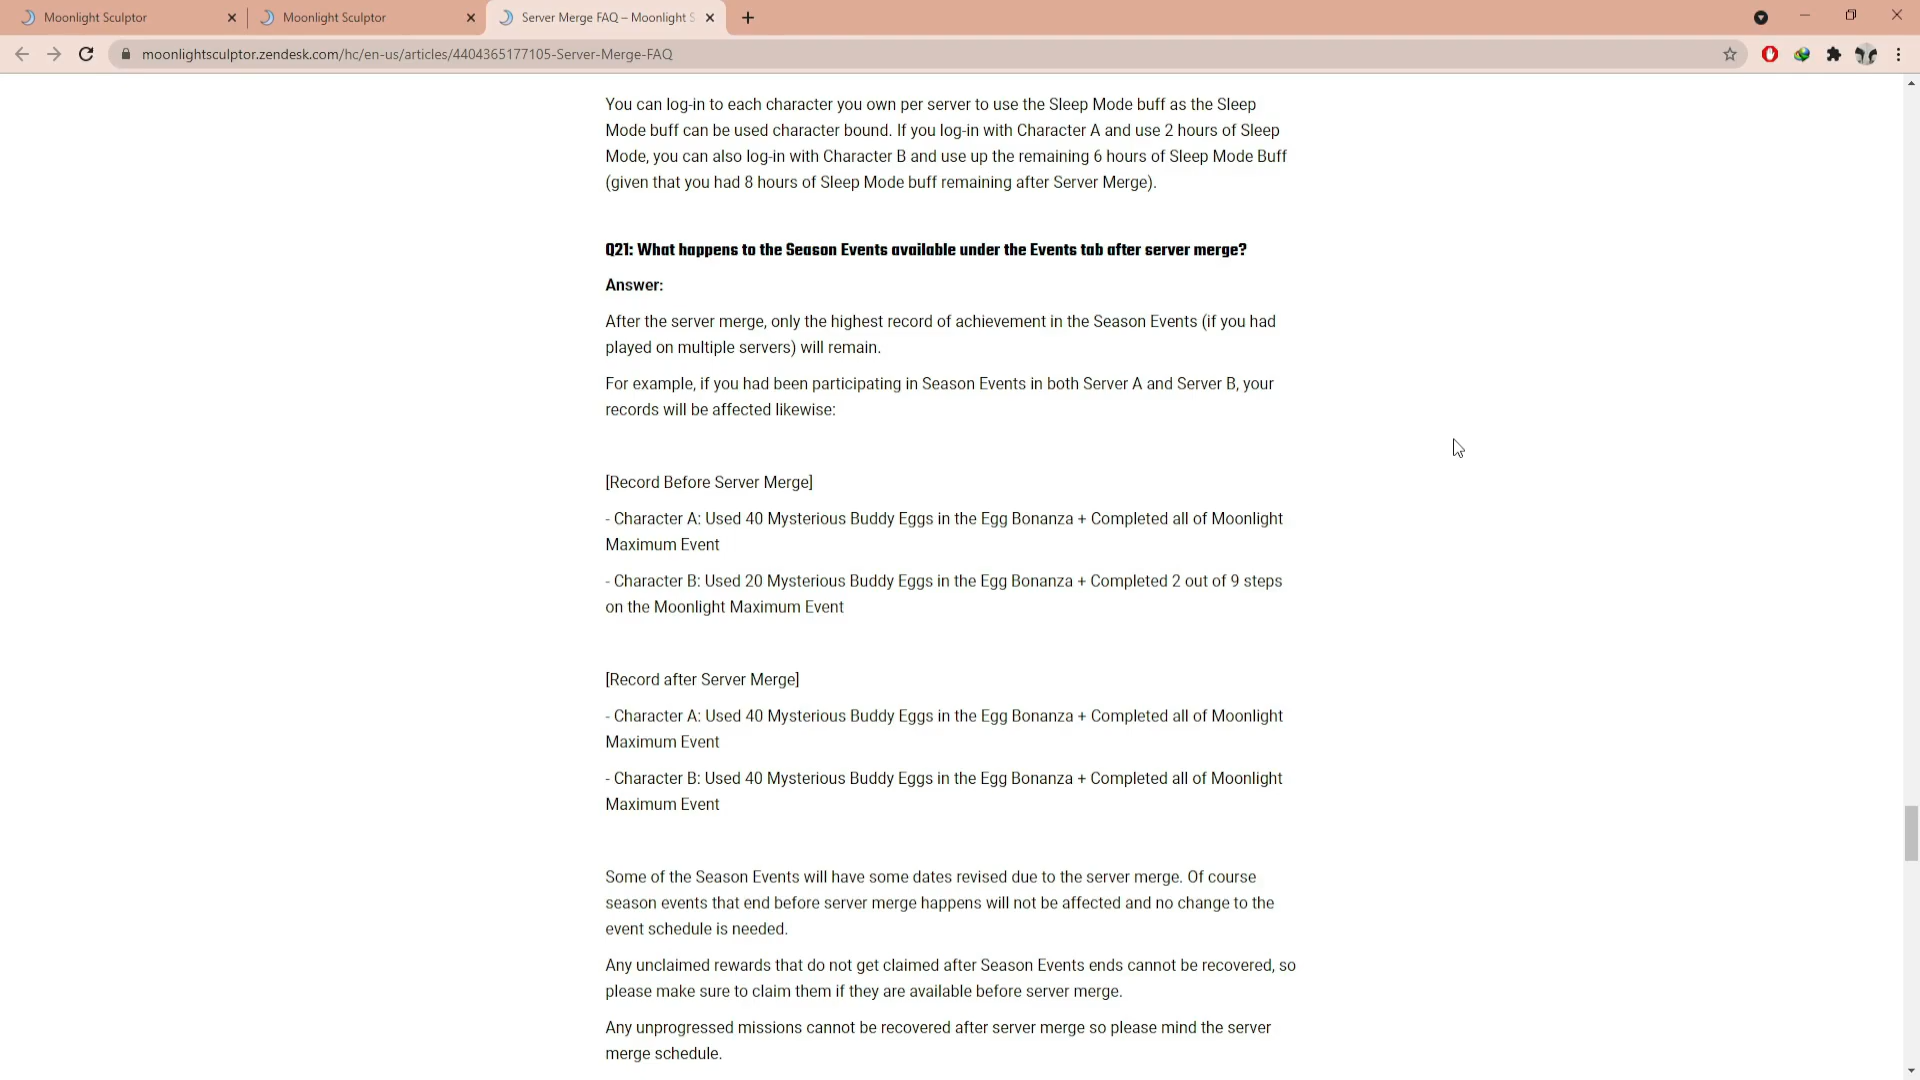 Moonlight Sculptor
Moonlight Sculptor
Server Merge FAQ – Moonlight S
moonlightsculptor.zendesk.com/hc/en-us/articles/4404365177105-Server-Merge-FAQ
You can log-in to each character you own per server to use the Sleep Mode buff as the Sleep
Mode buff can be used character bound. If you log-in with Character A and use 2 hours of Sleep
Mode, you can also log-in with Character B and use up the remaining 6 hours of Sleep Mode Buff
(given that you had 8 hours of Sleep Mode buff remaining after Server Merge).
Q21: What happens to the Season Events available under the Events tab after server merge?
Answer:
After the server merge, only the highest record of achievement in the Season Events (if you had
played on multiple servers) will remain.
For example, if you had been participating in Season Events in both Server A and Server B, your
records will be affected likewise:
[Record Before Server Merge]
- Character A: Used 40 Mysterious Buddy Eggs in the Egg Bonanza + Completed all of Moonlight
Maximum Event
- Character B: Used 20 Mysterious Buddy Eggs in the Egg Bonanza + Completed 2 out of 9 steps
on the Moonlight Maximum Event
[Record after Server Merge]
- Character A: Used 40 Mysterious Buddy Eggs in the Egg Bonanza + Completed all of Moonlight
Maximum Event
- Character B: Used 40 Mysterious Buddy Eggs in the Egg Bonanza + Completed all of Moonlight
Maximum Event
Some of the Season Events will have some dates revised due to the server merge. Of course
season events that end before server merge happens will not be affected and no change to the
event schedule is needed.
Any unclaimed rewards that do not get claimed after Season Events ends cannot be recovered, so
please make sure to claim them if they are available before server merge.
Any unprogressed missions cannot be recovered after server merge so please mind the server
merge schedule.